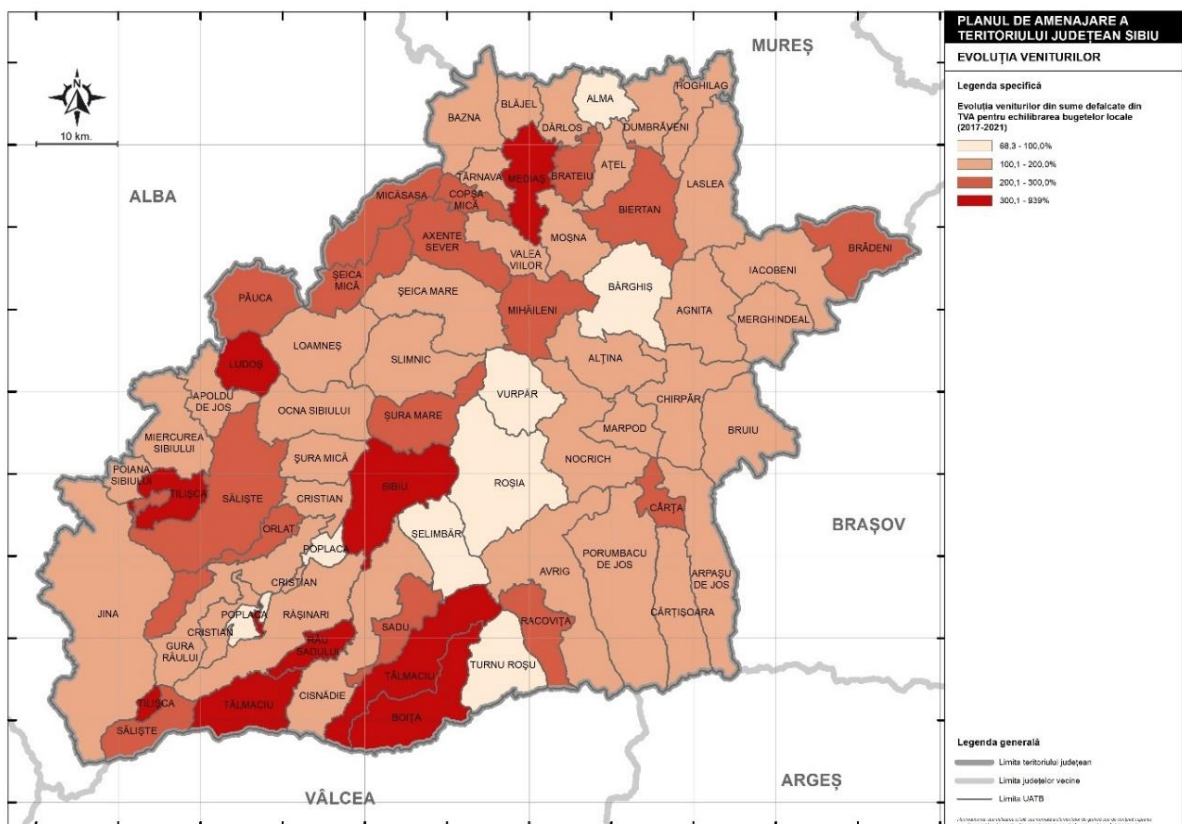 PLANUL DE AMENAJARE A
TERITORIULUI JUDEȚEAN SIBIU
EVOLUȚIA VENITURILOR
Legenda specifică
Evoluția veniturilor din sume defalcate din
TVA pentru echilibrarea bugetelor locale
(2017-2021)
68,3 - 100,0%
100,1 - 200,0%
200,1 - 300,0%
300,1 - 939%
N
10 km.
MUREȘ
ALBA
BRAȘOV
ARGEȘ
VÂLCEA
HOGHILAG
ALMA
BLĂJEL
BAZNA
DÂRLOS
DUMBRĂVENI
AȚEL
TÂRNAVA
MEDIAȘ
BRATEIU
LASLEA
MICĂSASA
COPȘA
MICĂ
BIERTAN
AXENTE
SEVER
MOȘNA
VALEA
VIILOR
BRĂDENI
IACOBENI
ȘEICA
MICĂ
BÂRGHIȘ
ȘEICA MARE
PĂUCA
MIHĂILENI
AGNITA
MERGHINDEAL
LOAMNEȘ
SLIMNIC
ALȚINA
LUDOȘ
VURPĂR
CHIRPĂR
APOLDU
DE JOS
OCNA SIBIULUI
ȘURA MARE
MARPOD
BRUIU
MIERCUREA
SIBIULUI
ȘURA MICĂ
NOCRICH
POIANA
SIBIULUI
TILIȘCA
SĂLIȘTE
CRISTIAN
SIBIU
ROȘIA
CÂRȚA
ORLAT
ȘELIMBĂR
POPLACA
PORUMBACU
DE JOS
AVRIG
ARPAȘU
DE JOS
CRISTIAN
JINA
POPLACA
RĂȘINARI
CÂRȚIȘOARA
CRISTIAN
SADU
RACOVIȚA
GURA
RÂULUI
RÂU
SADULUI
TURNU ROȘU
TĂLMACIU
CISNĂDIE
TILIȘCA
TĂLMACIU
BOIȚA
SĂLIȘTE
Legenda generală
Limita teritoriului județean
Limita județelor vecine
Limita UATB